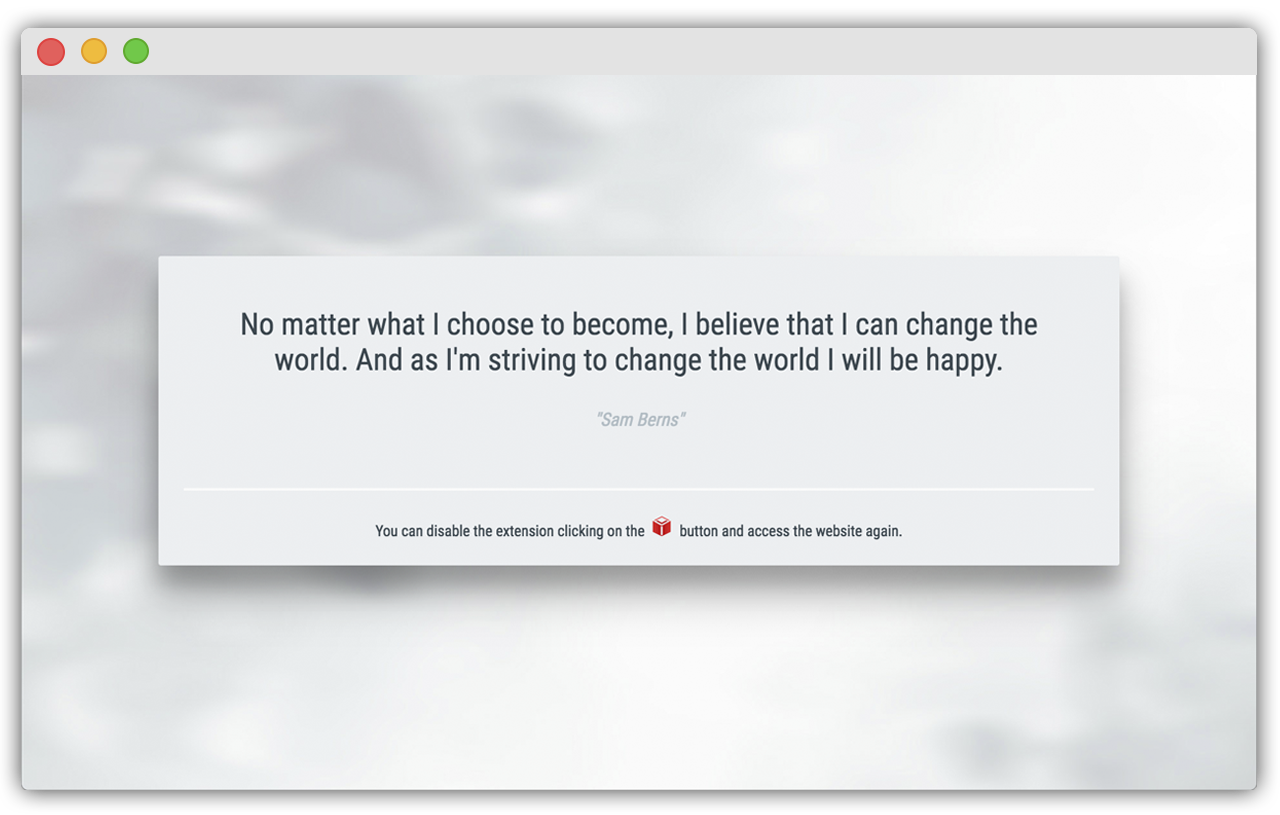 No matter what I choose to become, I believe that I can change the
world. And as I'm striving to change the world I will be happy.
"Sam Berns"
You can disable the extension clicking on the button and access the website again.